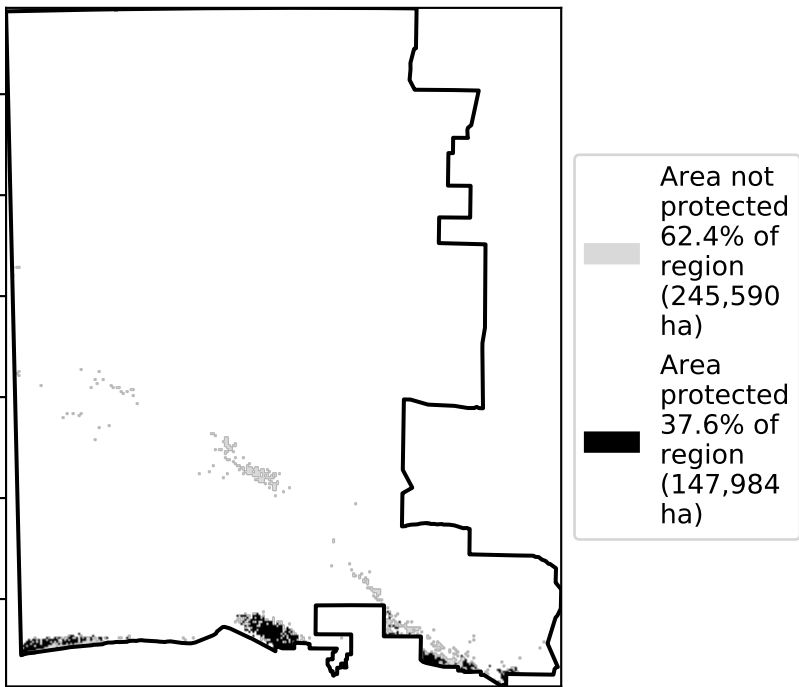 Area not
protected
62.4% of
region
(245,590
ha)
Area
protected
37.6% of
region
(147,984
ha)